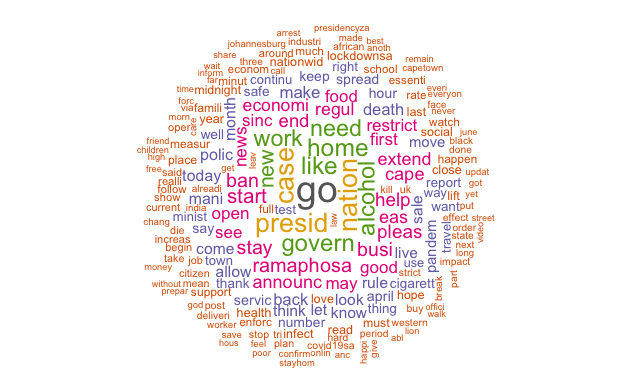 arrest presidencyza
industri made best
johannesburg african anoth
share around much lockdownsa
wait three nationwid right school remain
inform econom call keep spread essenti capetown
far minut continu
time midnight safe make hour rate everi
forc economi food death everyon
via famili month regul last face
morn year sinc end restrict watch never
care oper news work need first social june
friend well new home move black
children measur polic case like extend done
high place leav cape happen
free today get close updat
said ban go nation alcohol help report got
realli alreadi kill uk way lift yet
follow mani start sale want put
show full test presid law eas effect street
current india open pleas order
chang minist say see govern busi pandem travel state video
die stay live next
increas come ramaphosa good use impact long
begin town
take job allow announc may rule cigarett strict
money citizen thank part
without mean servic back love look april hope break
prepar support think let know thing buy offici
god post health number must western walk
deliveri enforc read period lion
worker infect hard abl
save stop tri covid19sa give happi
hous feel plan confirm onlin anc
poor stayhom